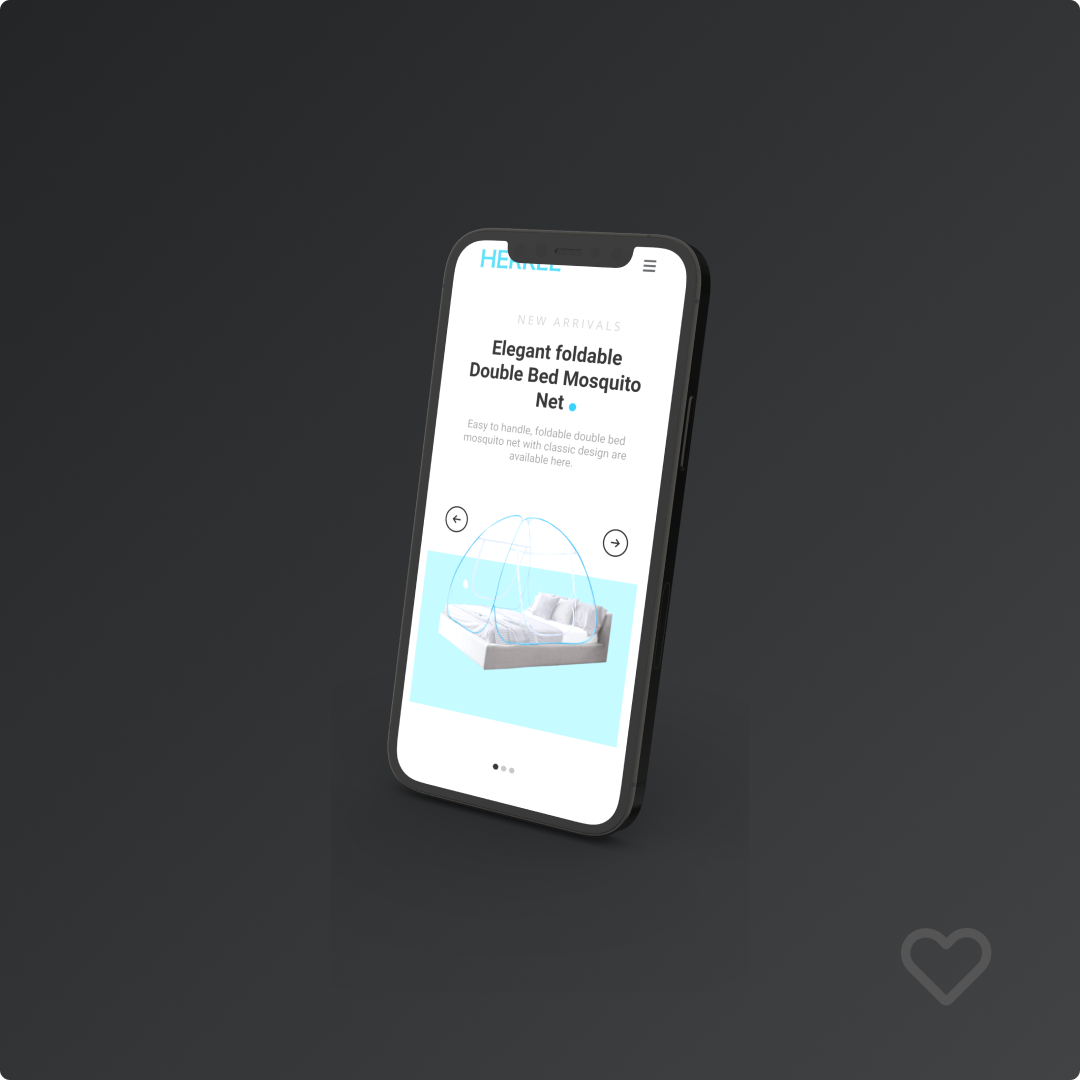 NEW ARRIVALS
Elegant foldable
Double Bed Mosquito
Net
Easy to handle, foldable double bed
mosquito net with classic design are
available here.